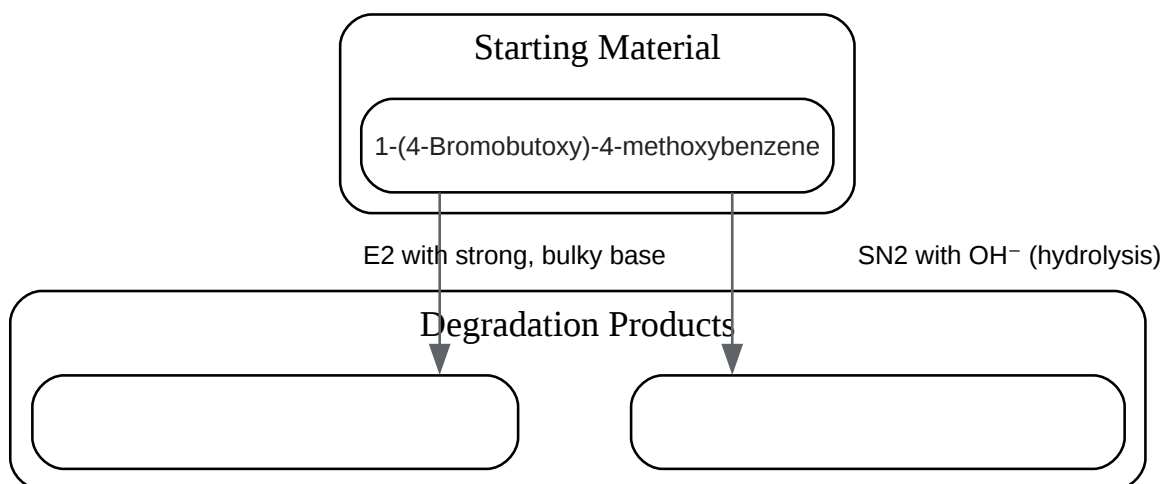 Starting Material
1-(4-Bromobutoxy)-4-methoxybenzene
E2 with strong, bulky base
SN2 with OH⁻ (hydrolysis)
Degradation Products